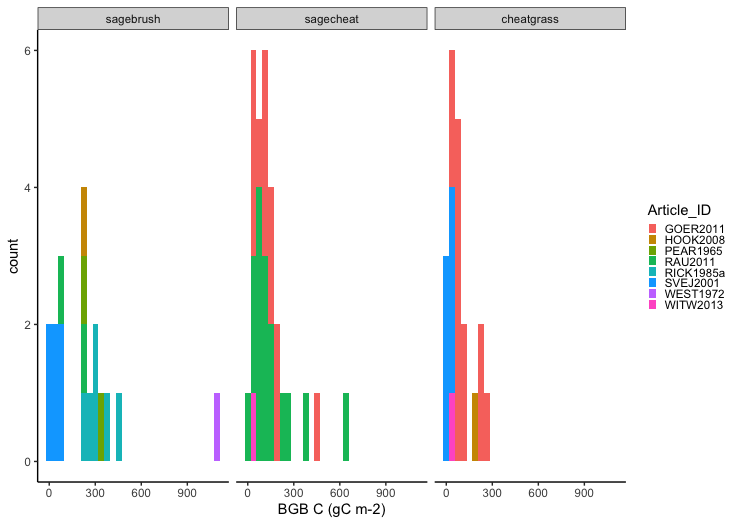 sagebrush sagecheat cheatgrass
6
4
2
0
count
0 300 600 900 0 300 600 900 0 300 600 900
BGB C (gC m-2)
Article_ID
GOER2011
HOOK2008
PEAR1965
RAU2011
RICK1985a
SVEJ2001
WEST1972
WITW2013